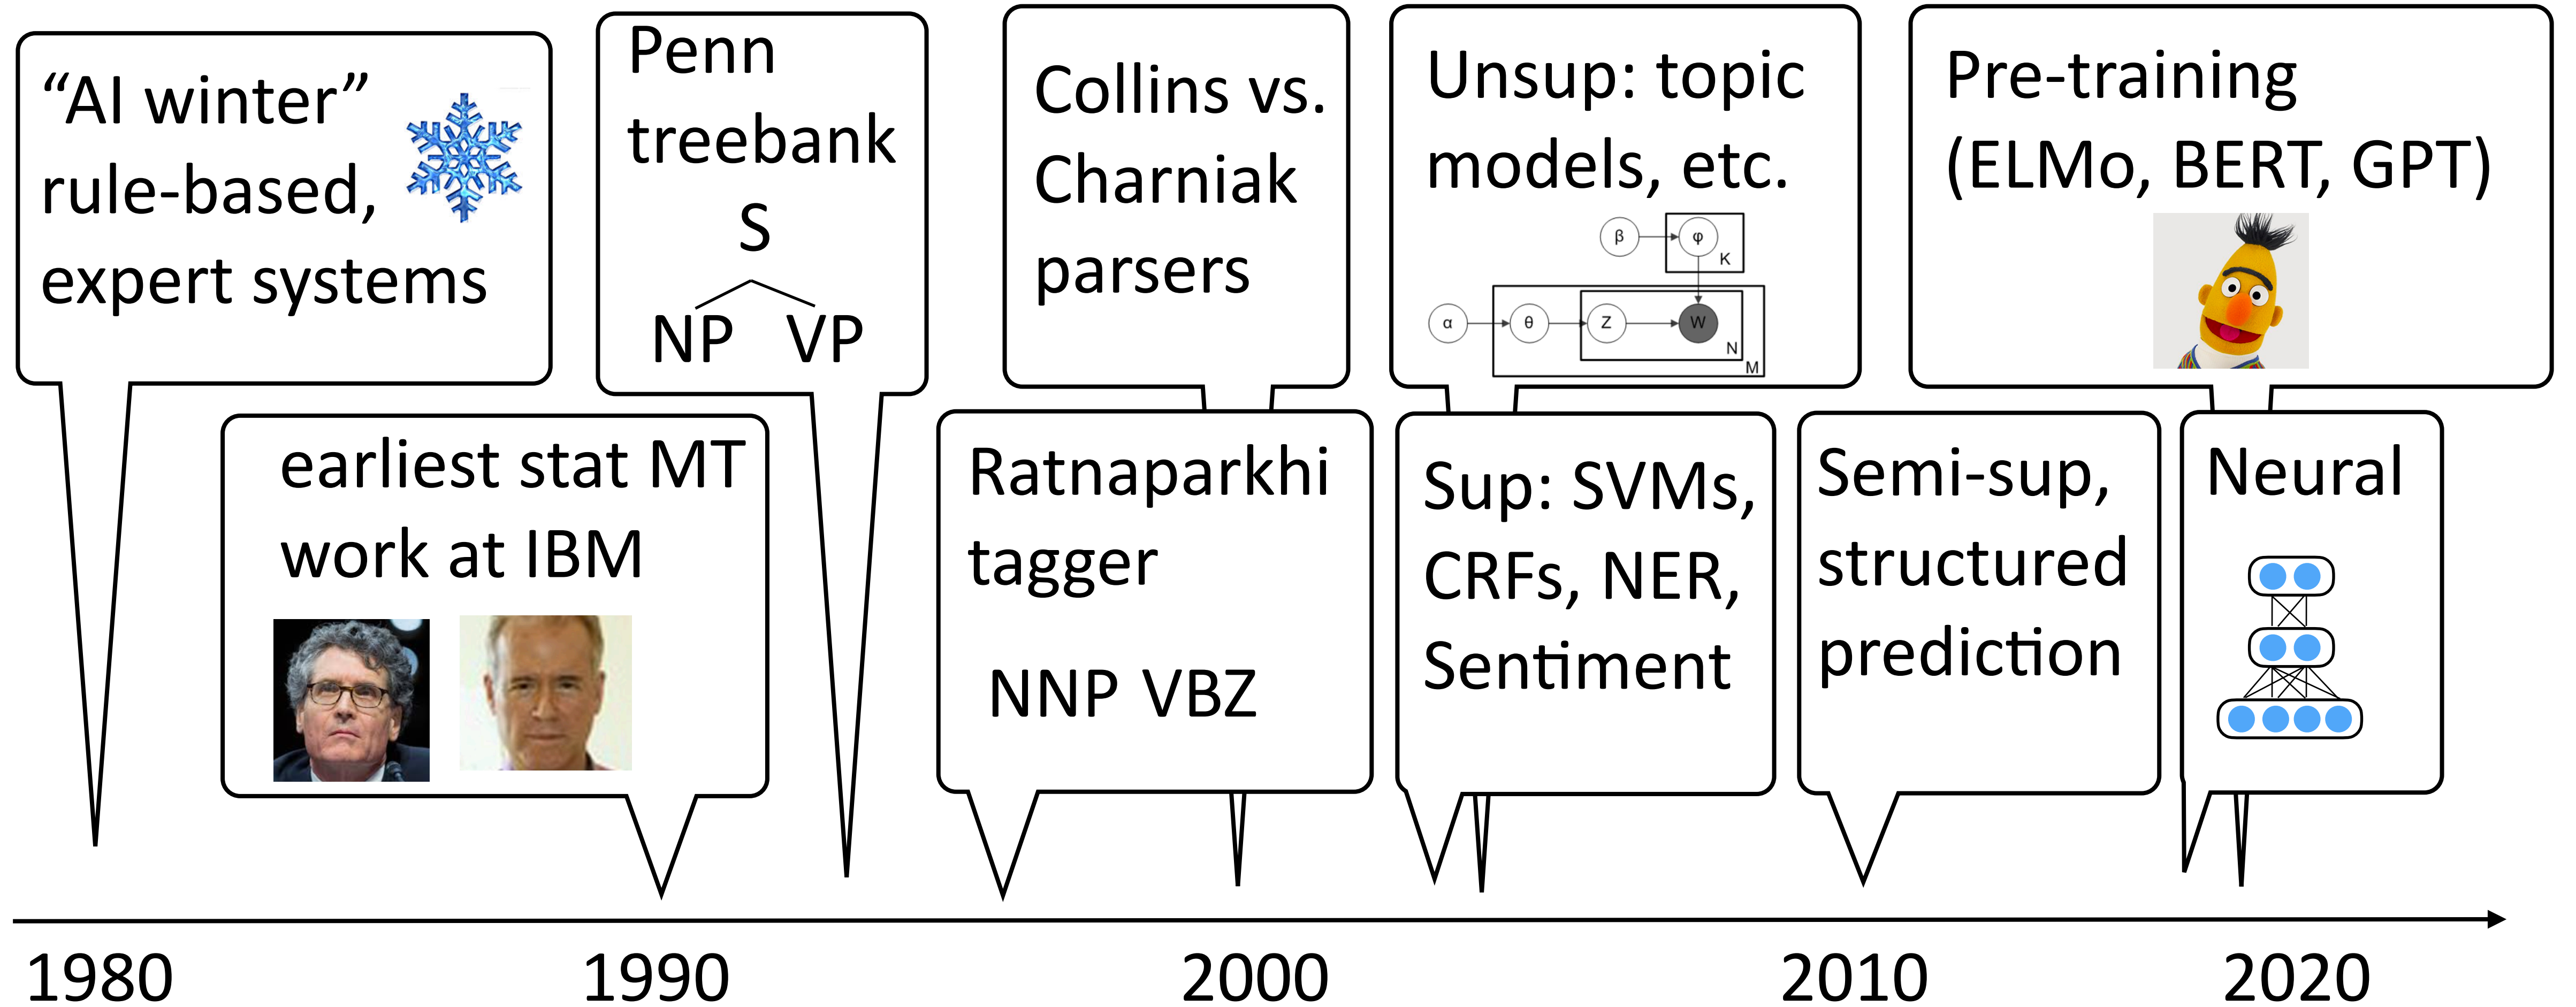 “AI winter”
rule-based,
expert systems
earliest stat MT
work at IBM
Penn
treebank
S
NP VP
Collins vs.
Charniak
parsers
Ratnaparkhi
tagger
NNP VBZ
Unsup: topic
models, etc.
β φ
K
α θ Z W
N
M
Sup: SVMs,
CRFs, NER,
Sentiment
Semi-sup,
structured
prediction
Pre-training
(ELMo, BERT, GPT)
Neural
1980 1990 2000 2010 2020